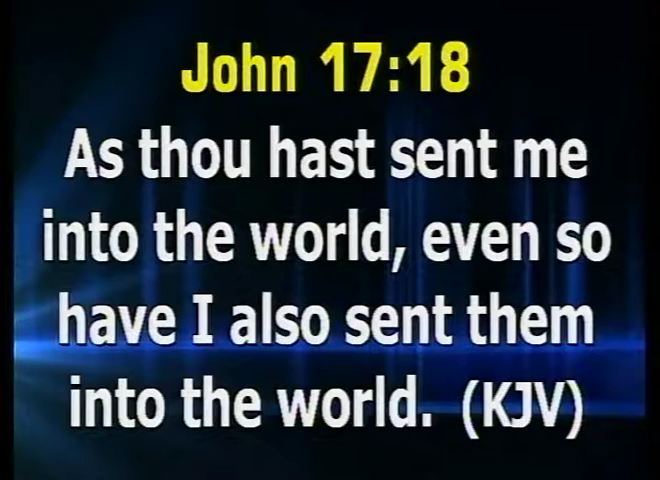 John 17:18
As thou hast sent me
into the world, even so
have I also sent them
into the world. (KJV)